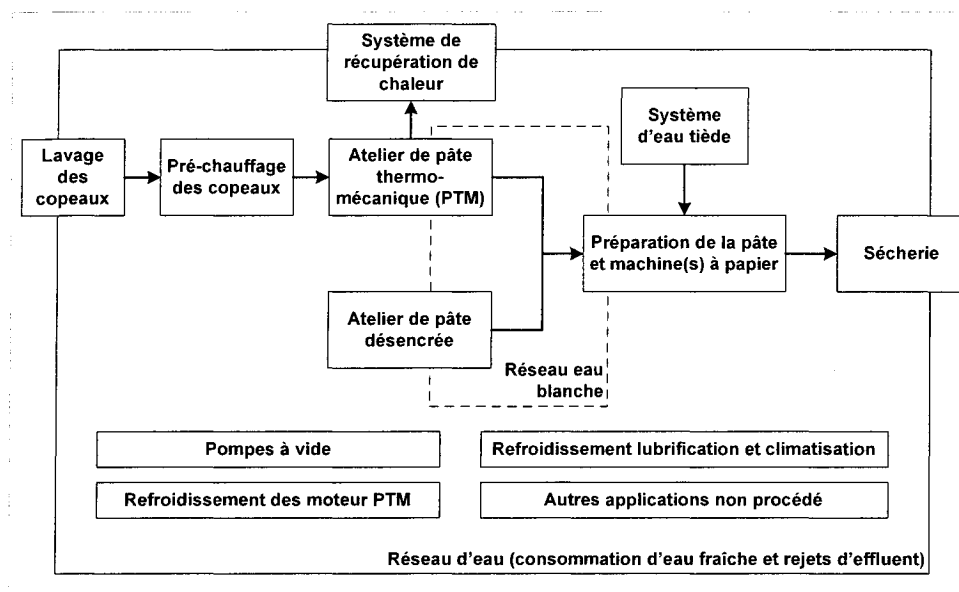 Système de
récupération de
chaleur
Système
d'eau tiède
Lavage
des
copeaux
Pré-chauffage
des copeaux
Atelier de pâte
thermo-
mécanique (PTM)
Préparation de la pâte
et machine(s) à papier
Sécherie
Atelier de pâte
désencrée
Réseau eau
blanche
Pompes à vide
Refroidissement lubrification et climatisation
Refroidissement des moteur PTM
Autres applications non procédé
Réseau d'eau (consommation d'eau fraîche et rejets d'effluent)